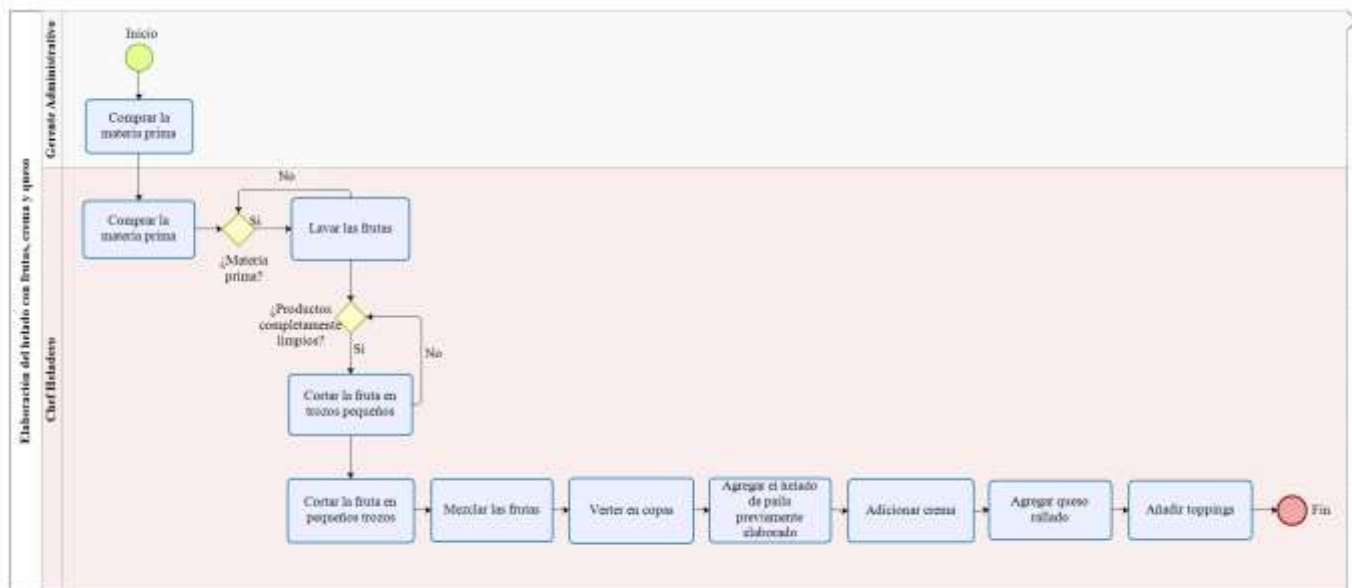 Elaboración del helado con frutas, crema y queso
Gerente Administrativo
Inicio
Comprar la
materia prima
Chef Heladero
Comprar la
materia prima
No
Si
¿Materia
prima?
Lavar las frutas
¿Productos
completamente
limpios?
Si
No
Cortar la fruta en
trozos pequeños
Cortar la fruta en
pequeños trozos
Mezclar las frutas
Verter en copas
Agregar el helado
de paila
previamente
elaborado
Adicionar crema
Agregar queso
rallado
Añadir toppings
Fin